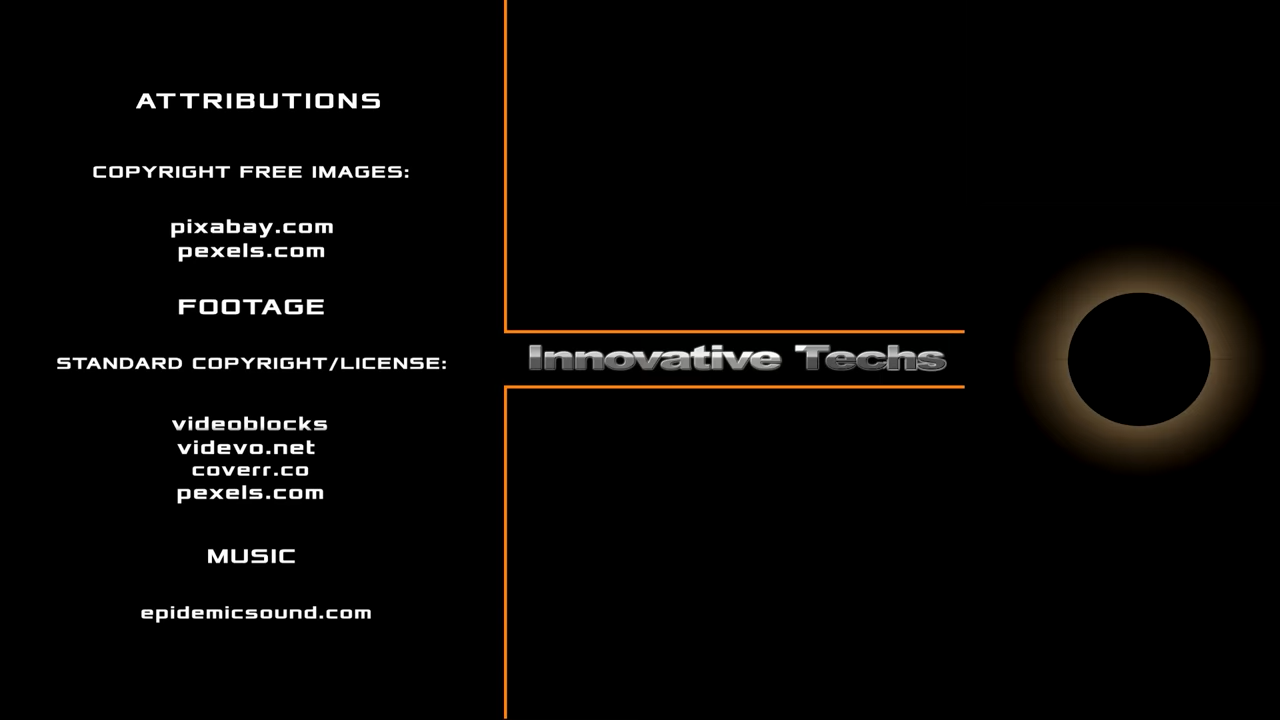 ATTRIBUTIONS
COPYRIGHT FREE IMAGES:
pixabay.com
pexels.com
FOOTAGE
STANDARD COPYRIGHT/LICENSE:
videoblocks
videvo.net
coverr.co
pexels.com
MUSIC
epidemicsound.com
Innovative Techs